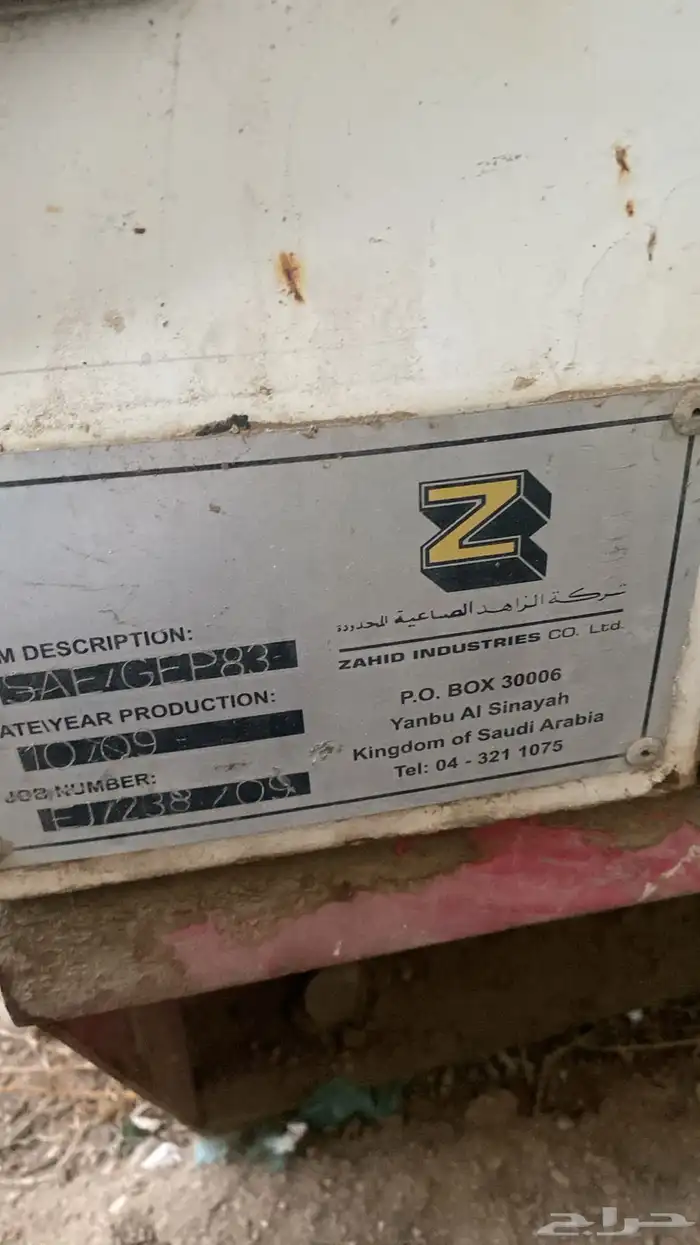 Z
شركة الزاهد الصناعية المحدودة
ZAHID INDUSTRIES CO. Ltd.
P.O. BOX 30006
Yanbu Al Sinayah
Kingdom of Saudi Arabia
Tel: 04 - 321 1075
M DESCRIPTION:
SAE/GEP83
ATE\YEAR PRODUCTION:
10/09
JOB NUMBER:
EJ/238/09
حراج